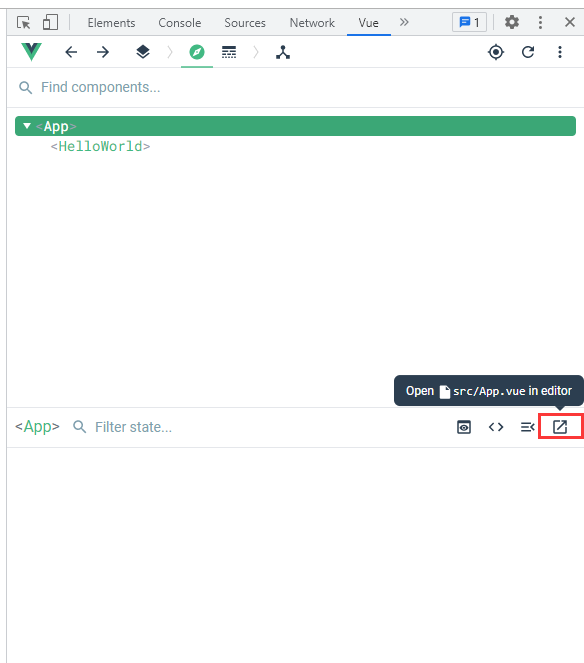 Elements Console Sources Network Vue » 1
Find components...
<App>
<HelloWorld>
Open src/App.vue in editor
<App> Filter state...